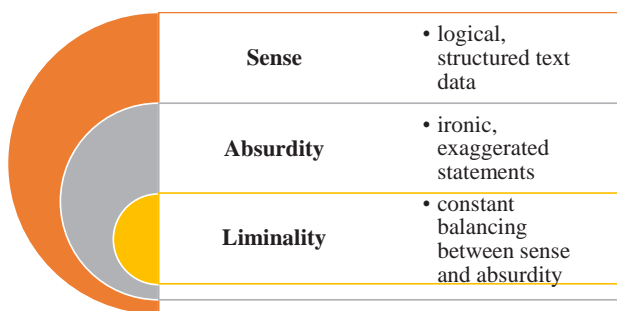 Sense
• logical,
structured text
data
Absurdity
• ironic,
exaggerated
statements
Liminality
• constant
balancing
between sense
and absurdity